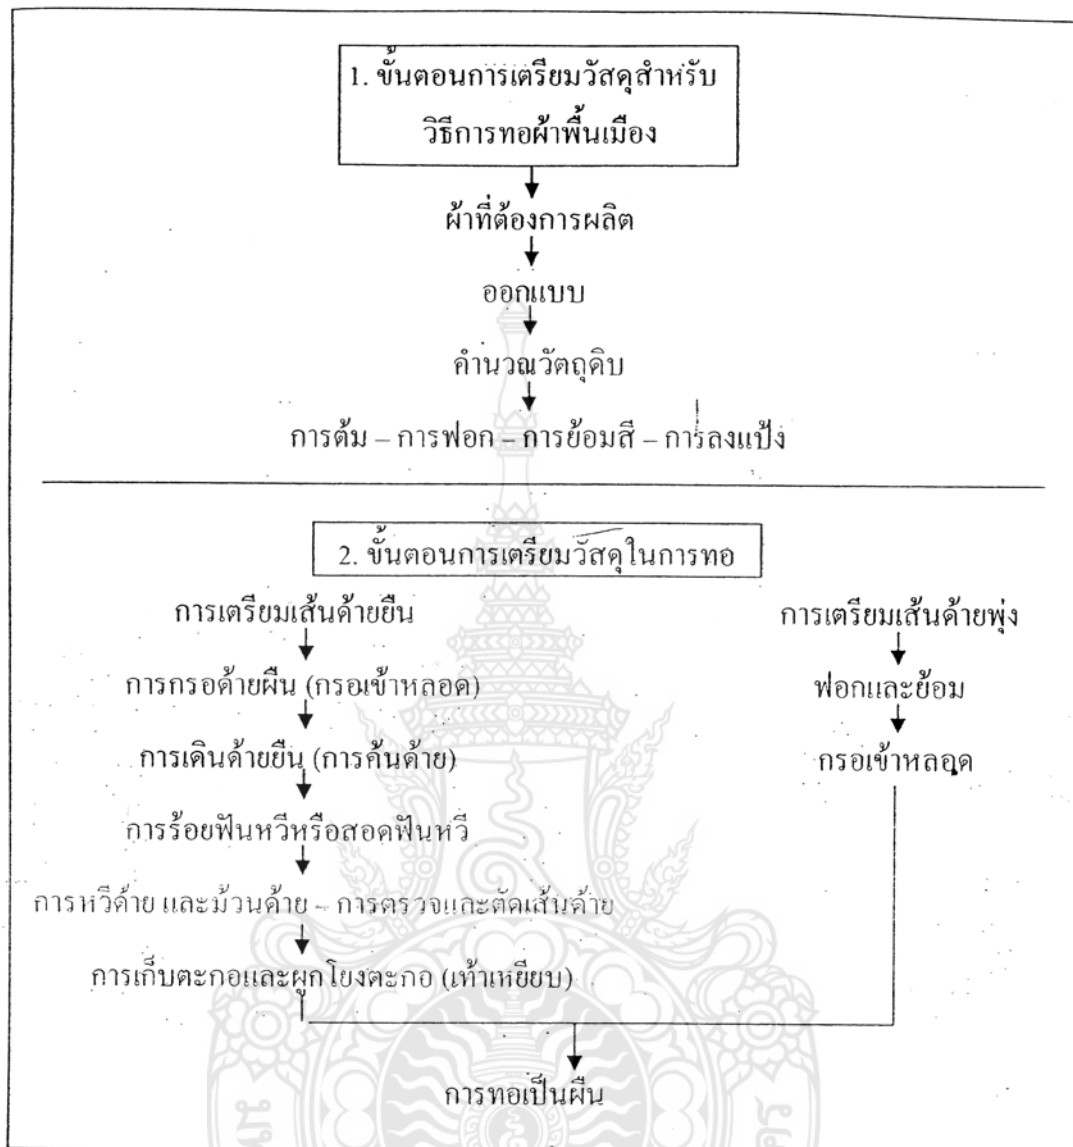 1. ขั้นตอนการเตรียมวัสดุสำหรับ
วิธีการทอผ้าพื้นเมือง
ผ้าที่ต้องการผลิต
ออกแบบ
คำนวณวัตถุดิบ
การต้ม – การฟอก – การย้อมสี – การลงแป้ง
2. ขั้นตอนการเตรียมวัสดุในการทอ
การเตรียมเส้นด้ายยืน
การกรอด้ายผืน (กรอเข้าหลอด)
การเดินด้ายยืน (การค้นด้าย)
การร้อยฟันหวีหรือสอดฟันหวี
การหวีด้าย และม้วนด้าย – การตรวจและตัดเส้นด้าย
การเก็บตะกอและผูกโยงตะกอ (เท้าเหยียบ)
การเตรียมเส้นด้ายพุ่ง
ฟอกและย้อม
กรอเข้าหลอด
การทอเป็นผืน